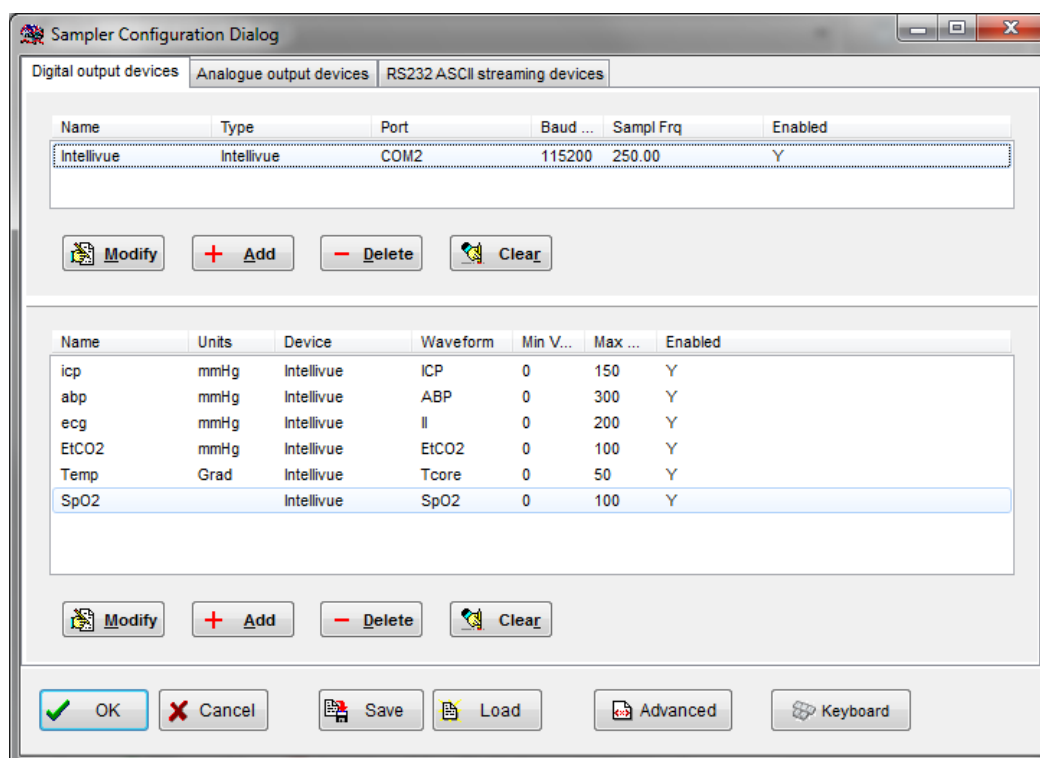 Sampler Configuration Dialog
Digital output devices Analogue output devices RS232 ASCII streaming devices
Name Type Port Baud ... Sampl Frq Enabled
Intellivue Intellivue COM2 115200 250.00 Y
Modify Add Delete Clear
Name Units Device Waveform Min V... Max ... Enabled
icp mmHg Intellivue ICP 0 150 Y
abp mmHg Intellivue ABP 0 300 Y
ecg mmHg Intellivue II 0 200 Y
EtCO2 mmHg Intellivue EtCO2 0 100 Y
Temp Grad Intellivue Tcore 0 50 Y
SpO2 Intellivue SpO2 0 100 Y
Modify Add Delete Clear
OK Cancel Save Load Advanced Keyboard